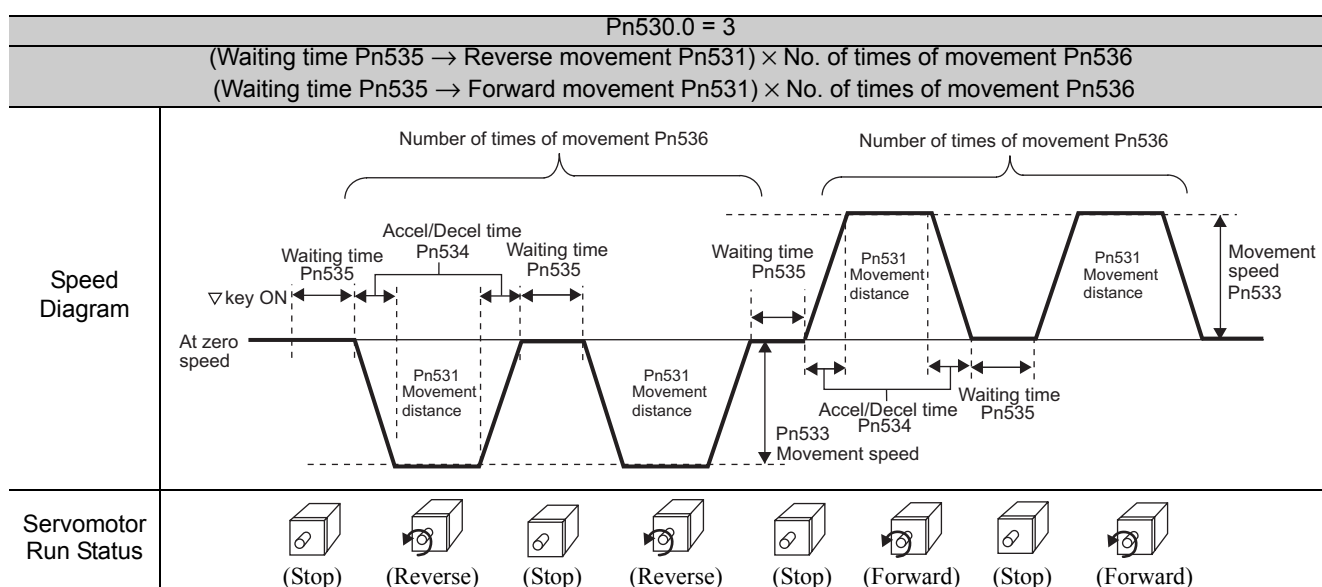 Pn530.0 = 3
(Waiting time Pn535 → Reverse movement Pn531) × No. of times of movement Pn536
(Waiting time Pn535 → Forward movement Pn531) × No. of times of movement Pn536
Speed
Diagram
Number of times of movement Pn536
Number of times of movement Pn536
Waiting time
Pn535
Accel/Decel time
Pn534
Waiting time
Pn535
Waiting time
Pn535
Pn531
Movement
distance
Pn531
Movement
distance
Movement
speed
Pn533
▽key ON
At zero
speed
Pn531
Movement
distance
Pn531
Movement
distance
Pn533
Movement speed
Accel/Decel time
Pn534
Waiting time
Pn535
Servomotor
Run Status
(Stop)
(Reverse)
(Stop)
(Reverse)
(Stop)
(Forward)
(Stop)
(Forward)